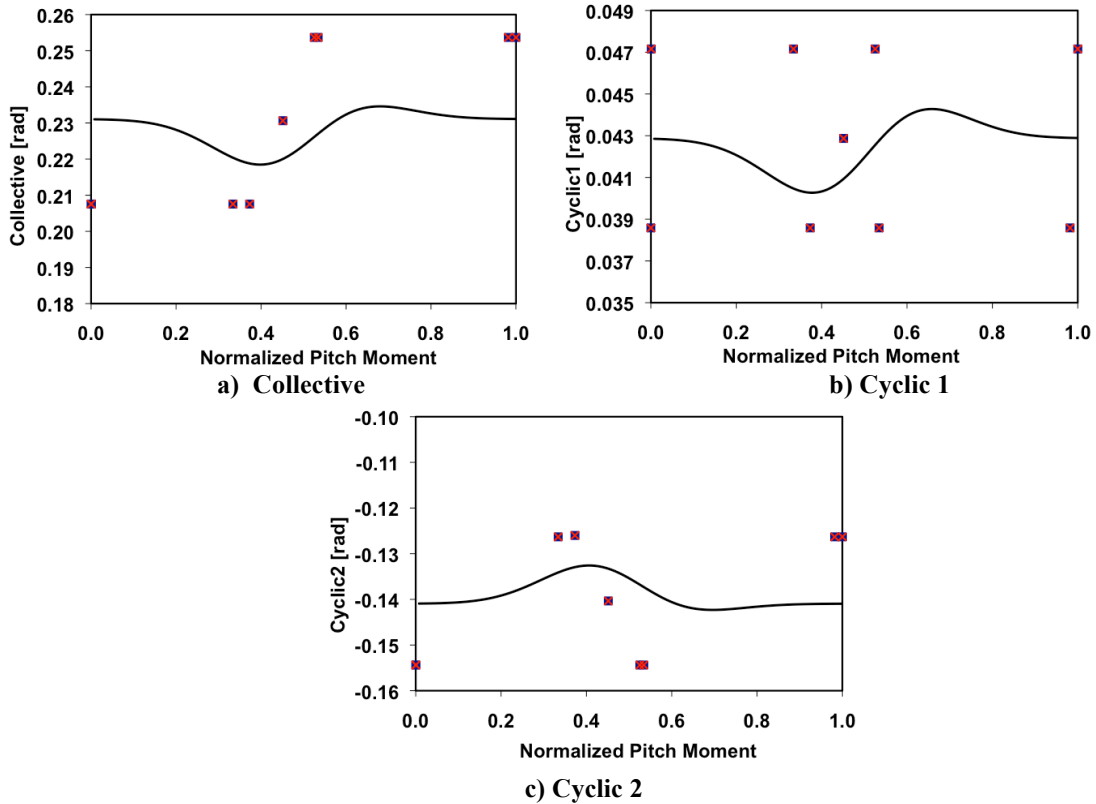 0.26
0.25
0.24
0.23
0.22
0.21
0.20
0.19
0.18
Collective [rad]
0.0 0.2 0.4 0.6 0.8 1.0
Normalized Pitch Moment
a) Collective
0.049
0.047
0.045
0.043
0.041
0.039
0.037
0.035
Cyclic1 [rad]
0.0 0.2 0.4 0.6 0.8 1.0
Normalized Pitch Moment
b) Cyclic 1
-0.10
-0.11
-0.12
-0.13
-0.14
-0.15
-0.16
Cyclic2 [rad]
0.0 0.2 0.4 0.6 0.8 1.0
Normalized Pitch Moment
c) Cyclic 2